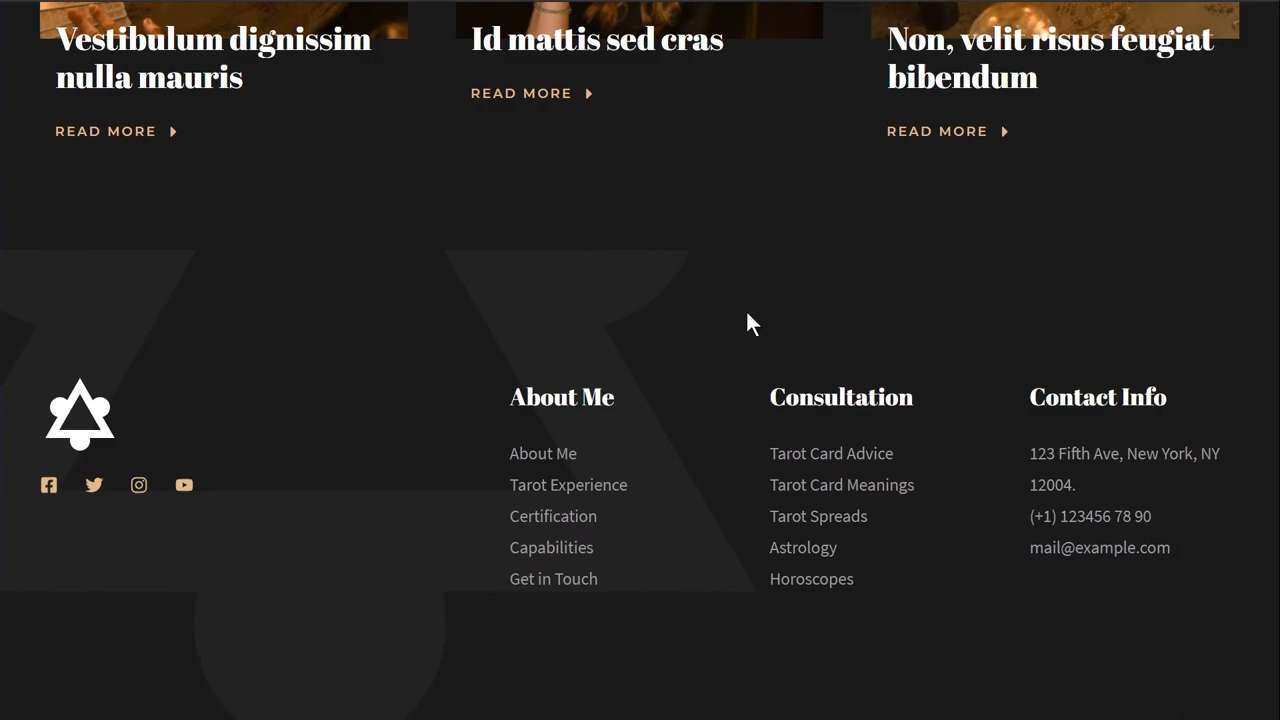 Vestibulum dignissim
nulla mauris
READ MORE
Id mattis sed cras
READ MORE
Non, velit risus feugiat
bibendum
READ MORE
About Me
About Me
Tarot Experience
Certification
Capabilities
Get in Touch
Consultation
Tarot Card Advice
Tarot Card Meanings
Tarot Spreads
Astrology
Horoscopes
Contact Info
123 Fifth Ave, New York, NY
12004.
(+1) 123456 78 90
mail@example.com